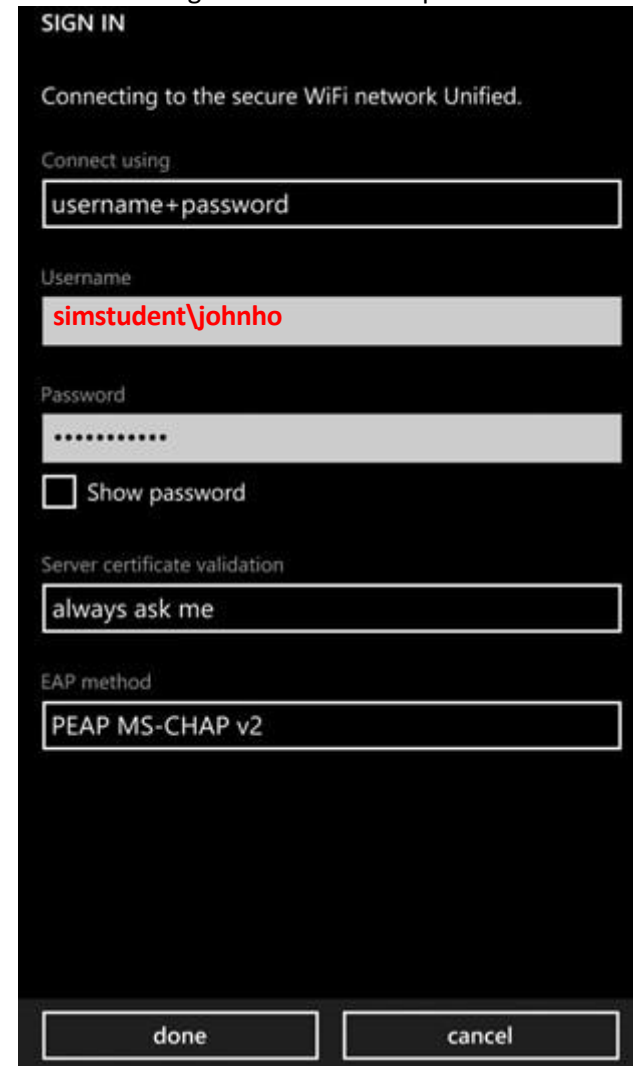 SIGN IN
Connecting to the secure WiFi network Unified.
Connect using
username+password
Username
simstudent\johnho
Password
•••••••••••
Show password
Server certificate validation
always ask me
EAP method
PEAP MS-CHAP v2
done cancel